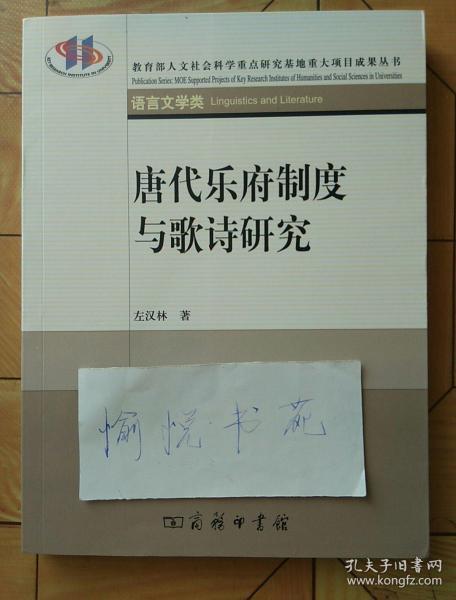 教育部人文社会科学重点研究基地重大项目成果丛书
Publication Series: MOE Supported Projects of Key Research Institutes of Humanities and Social Sciences in Universities
语言文学类 Linguistics and Literature
唐代乐府制度
与歌诗研究
左汉林 著
愉悦书苑
商務印書館
孔夫子旧书网
www.kongfz.com